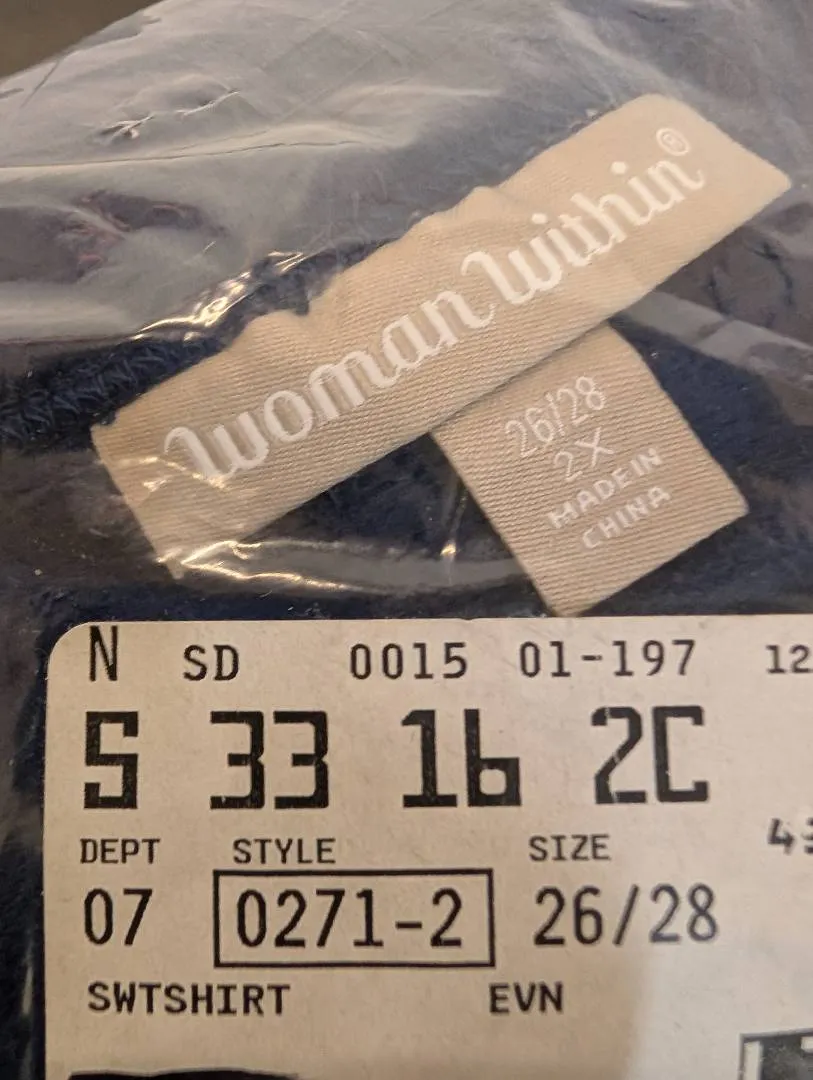 woman within®
26/28
2X
MADE IN
CHINA
N SD 0015 01-197 12
S 33 16 2C
DEPT STYLE SIZE
07 0271-2 26/28
SWTSHIRT EVN